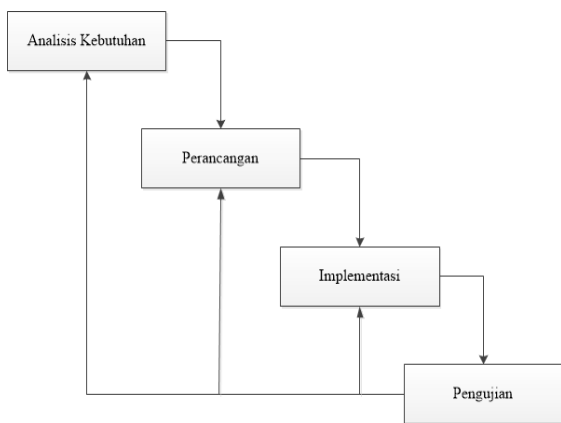 Analisis Kebutuhan
Perancangan
Implementasi
Pengujian